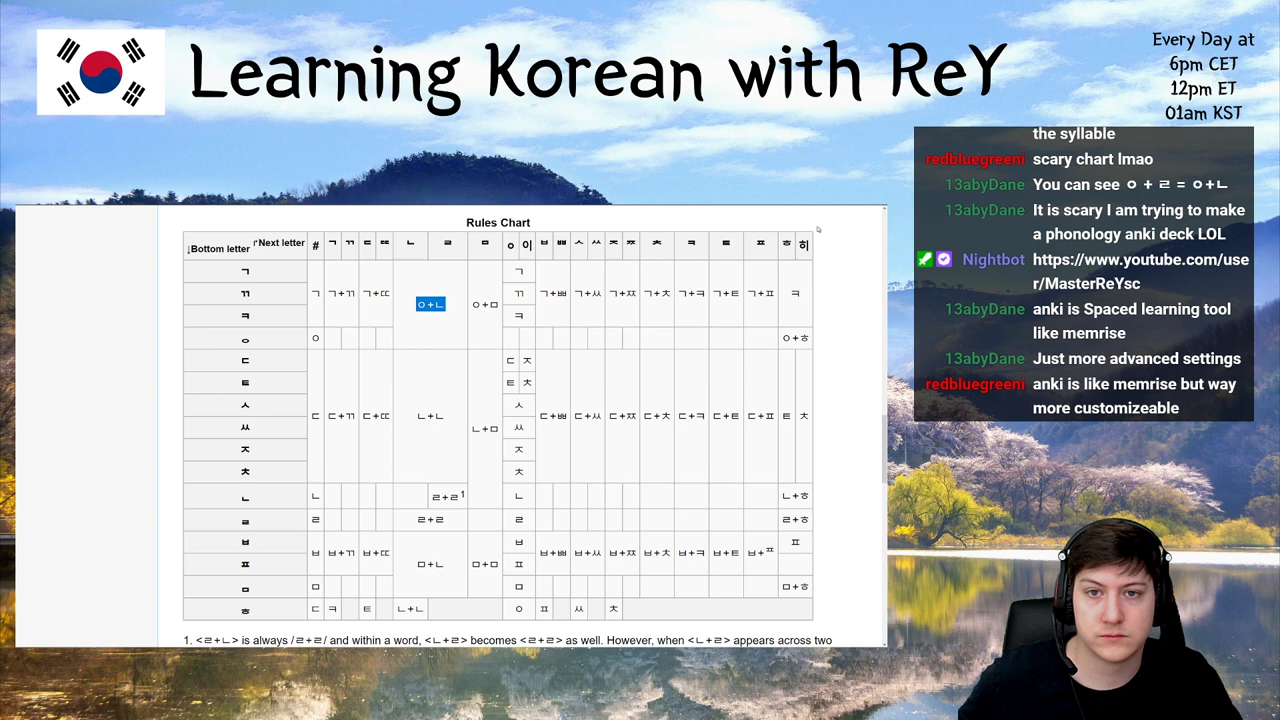 Learning Korean with ReY
Every Day at
6pm CET
12pm ET
01am KST
the syllable
redbluegreeni scary chart lmao
13abyDane You can see ㅇ + ㄹ = ㅇ+ㄴ
13abyDane It is scary I am trying to make
a phonology anki deck LOL
Nightbot https://www.youtube.com/use
r/MasterReYsc
13abyDane anki is Spaced learning tool
like memrise
13abyDane Just more advanced settings
redbluegreeni anki is like memrise but way
more customizeable
Rules Chart
↓Bottom letter ↱Next letter # ㄱ ㄲ ㄷ ㄸ ㄴ ㄹ ㅁ ㅇ 이 ㅂ ㅃ ㅅ ㅆ ㅈ ㅉ ㅊ ㅋ ㅌ ㅍ ㅎ 히
ㄱ ㄱ
ㄲ ㄱ ㄱ+ㄲ ㄱ+ㄸ ㅇ+ㄴ ㅇ+ㅁ ㄲ ㄱ+ㅃ ㄱ+ㅆ ㄱ+ㅉ ㄱ+ㅊ ㄱ+ㅋ ㄱ+ㅌ ㄱ+ㅍ ㅋ
ㅋ ㅋ
ㅇ ㅇ ㅇ+ㅎ
ㄷ ㄷ ㅈ
ㅌ ㅌ ㅊ
ㅅ ㄷ ㄷ+ㄲ ㄷ+ㄸ ㄴ+ㄴ ㄴ+ㅁ ㅅ ㄷ+ㅃ ㄷ+ㅆ ㄷ+ㅉ ㄷ+ㅊ ㄷ+ㅋ ㄷ+ㅌ ㄷ+ㅍ ㅌ ㅊ
ㅆ ㅆ
ㅈ ㅈ
ㅊ ㅊ
ㄴ ㄴ ㄹ+ㄹ1 ㄴ ㄴ+ㅎ
ㄹ ㄹ ㄹ+ㄹ ㄹ ㄹ+ㅎ
ㅂ ㅂ ㅂ+ㄲ ㅂ+ㄸ ㅁ+ㄴ ㅁ+ㅁ ㅂ ㅂ+ㅃ ㅂ+ㅆ ㅂ+ㅉ ㅂ+ㅊ ㅂ+ㅋ ㅂ+ㅌ ㅂ+ㅍ ㅍ
ㅍ ㅍ
ㅁ ㅁ ㅁ ㅁ+ㅎ
ㅎ ㄷ ㅋ ㅌ ㄴ+ㄴ ㅇ ㅍ ㅆ ㅊ
1. <ㄹ+ㄴ> is always /ㄹ+ㄹ/ and within a word, <ㄴ+ㄹ> becomes <ㄹ+ㄹ> as well. However, when <ㄴ+ㄹ> appears across two